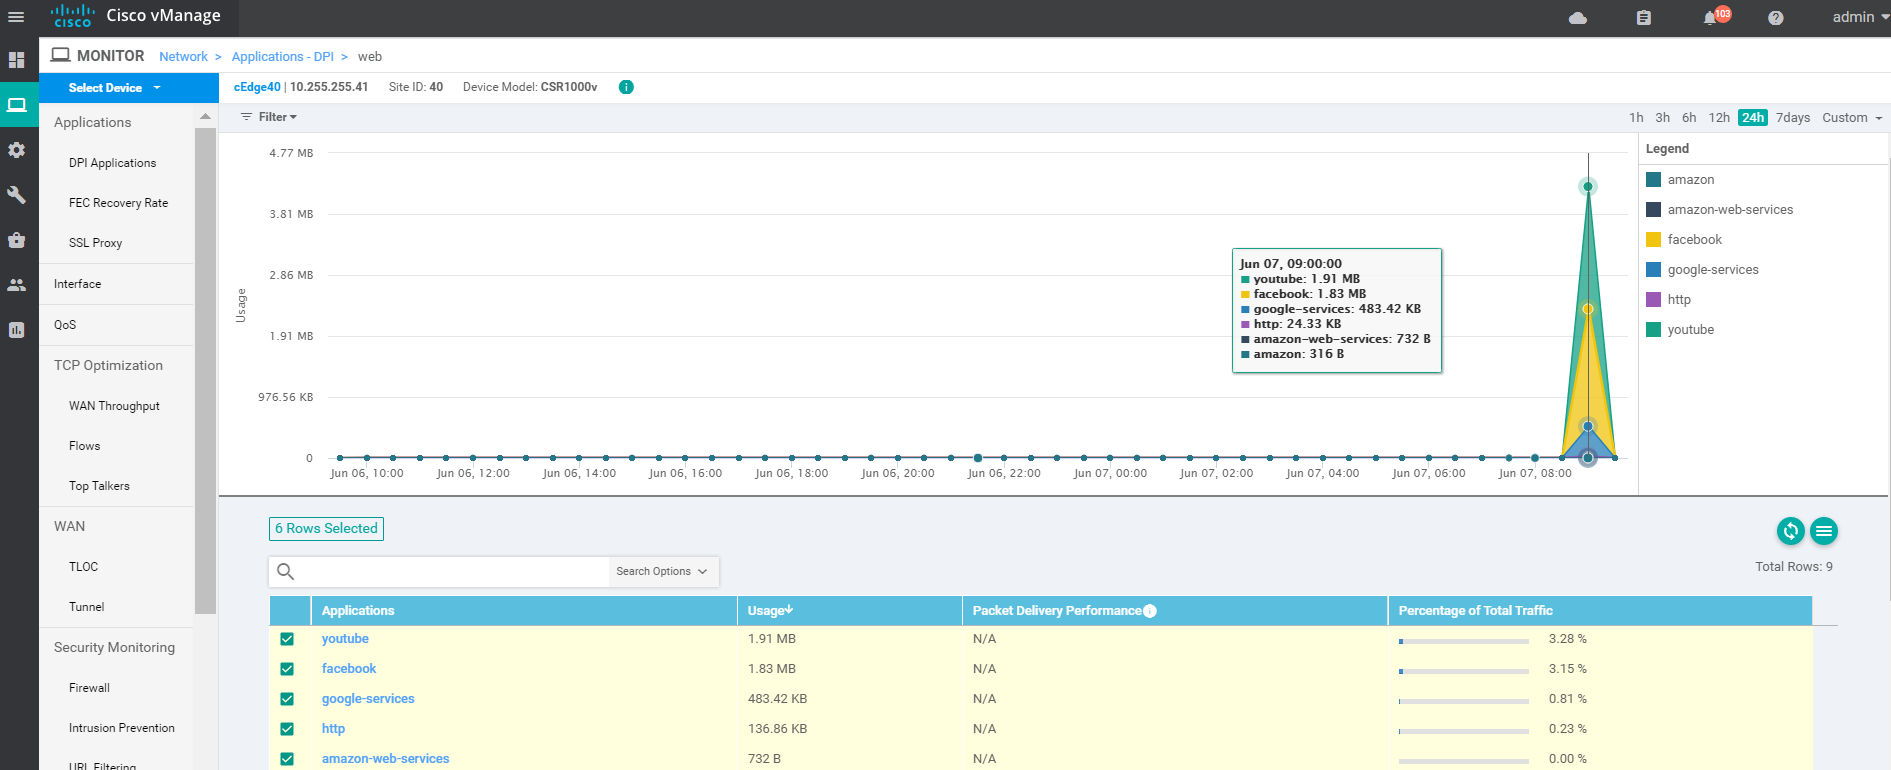 cisco
Cisco vManage
103
admin
MONITOR
Network > Applications - DPI > web
Select Device
cEdge40 | 10.255.255.41 Site ID: 40 Device Model: CSR1000v
Applications
DPI Applications
FEC Recovery Rate
SSL Proxy
Interface
QoS
TCP Optimization
WAN Throughput
Flows
Top Talkers
WAN
TLOC
Tunnel
Security Monitoring
Firewall
Intrusion Prevention
URL Filtering
Filter
1h 3h 6h 12h 24h 7days Custom
Usage
4.77 MB
3.81 MB
2.86 MB
1.91 MB
976.56 KB
0
Jun 06, 10:00 Jun 06, 12:00 Jun 06, 14:00 Jun 06, 16:00 Jun 06, 18:00 Jun 06, 20:00 Jun 06, 22:00 Jun 07, 00:00 Jun 07, 02:00 Jun 07, 04:00 Jun 07, 06:00 Jun 07, 08:00
Jun 07, 09:00:00
youtube: 1.91 MB
facebook: 1.83 MB
google-services: 483.42 KB
http: 24.33 KB
amazon-web-services: 732 B
amazon: 316 B
Legend
amazon
amazon-web-services
facebook
google-services
http
youtube
6 Rows Selected
Search Options
Total Rows: 9
Applications Usage Packet Delivery Performance Percentage of Total Traffic
youtube 1.91 MB N/A 3.28 %
facebook 1.83 MB N/A 3.15 %
google-services 483.42 KB N/A 0.81 %
http 136.86 KB N/A 0.23 %
amazon-web-services 732 B N/A 0.00 %